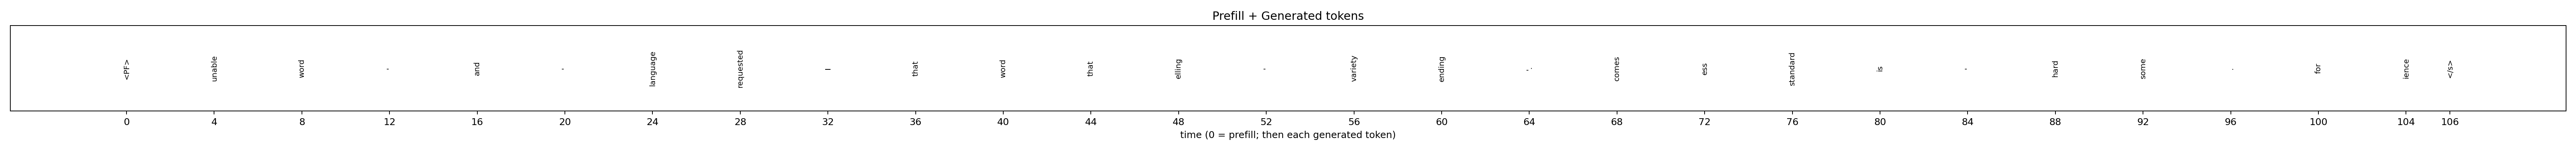 Prefill + Generated tokens
<PF> unable word - and - language requested I that word that elling - variety ending -' comes ess standard is - hard some . for ience </s>
0 4 8 12 16 20 24 28 32 36 40 44 48 52 56 60 64 68 72 76 80 84 88 92 96 100 104 106
time (0 = prefill; then each generated token)